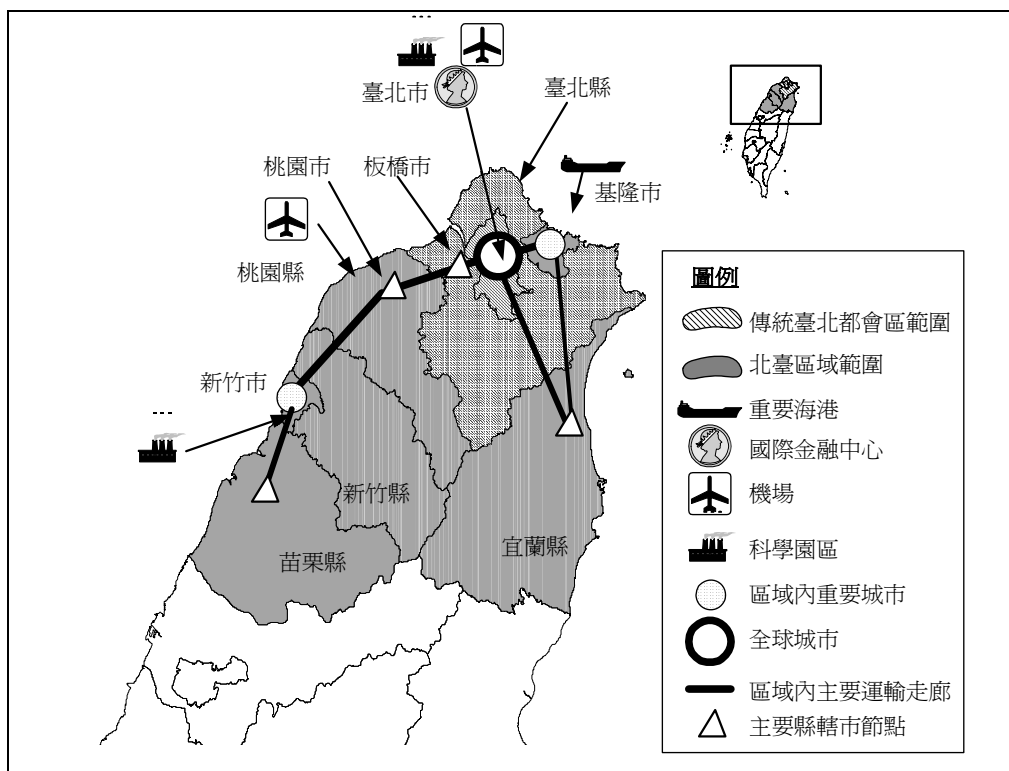 臺北市
臺北縣
桃園市
板橋市
基隆市
桃園縣
新竹市
新竹縣
苗栗縣
宜蘭縣
圖例
傳統臺北都會區範圍
北臺區域範圍
重要海港
國際金融中心
機場
科學園區
區域內重要城市
全球城市
區域內主要運輸走廊
主要縣轄市節點